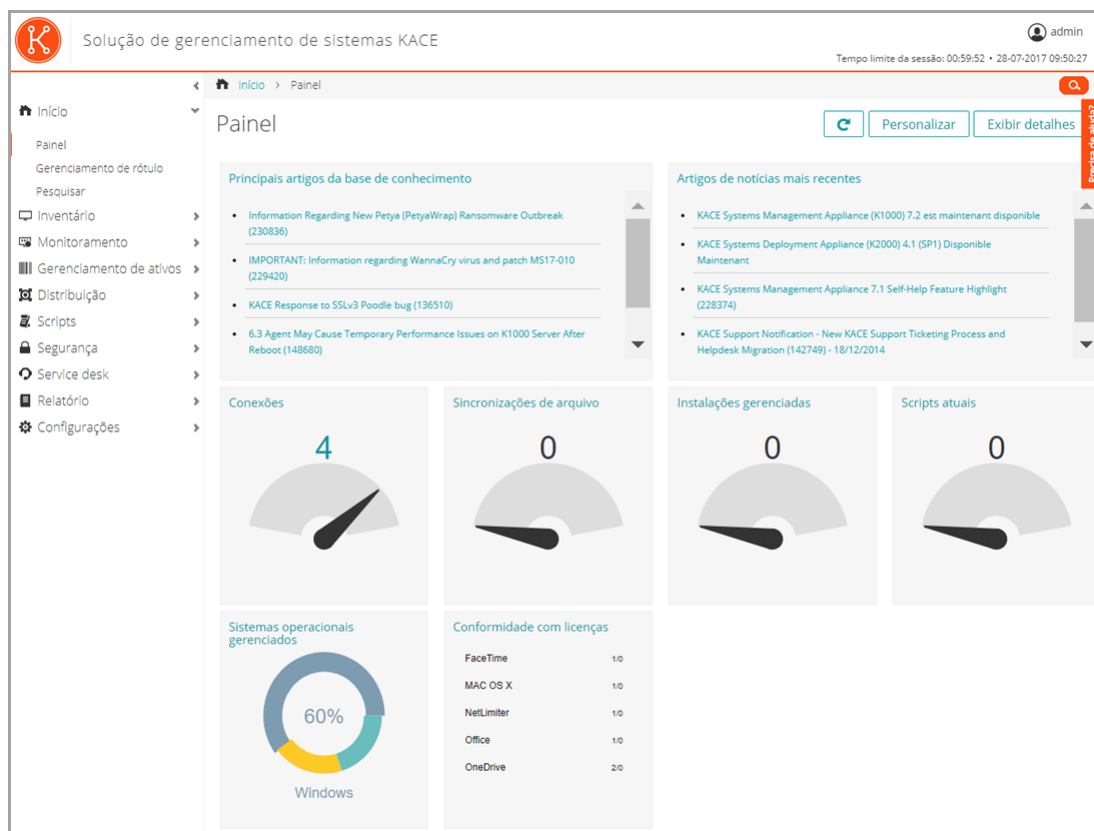 Solução de gerenciamento de sistemas KACE
admin
Tempo limite da sessão: 00:59:52 • 28-07-2017 09:50:27
Início > Painel
Início
Painel
Gerenciamento de rótulo
Pesquisar
Inventário
Monitoramento
Gerenciamento de ativos
Distribuição
Scripts
Segurança
Service desk
Relatório
Configurações
Painel
Personalizar
Exibir detalhes
Precisa de ajuda?
Principais artigos da base de conhecimento
• Information Regarding New Petya (PetyaWrap) Ransomware Outbreak
(230836)
• IMPORTANT: Information regarding WannaCry virus and patch MS17-010
(229420)
• KACE Response to SSLv3 Poodle bug (136510)
• 6.3 Agent May Cause Temporary Performance Issues on K1000 Server After
Reboot (148680)
Artigos de notícias mais recentes
• KACE Systems Management Appliance (K1000) 7.2 est maintenant disponible
• KACE Systems Deployment Appliance (K2000) 4.1 (SP1) Disponible
Maintenant
• KACE Systems Management Appliance 7.1 Self-Help Feature Highlight
(228374)
• KACE Support Notification - New KACE Support Ticketing Process and
Helpdesk Migration (142749) - 18/12/2014
Conexões
4
Sincronizações de arquivo
0
Instalações gerenciadas
0
Scripts atuais
0
Sistemas operacionais
gerenciados
60%
Windows
Conformidade com licenças
FaceTime 1/0
MAC OS X 1/0
NetLimiter 1/0
Office 1/0
OneDrive 2/0